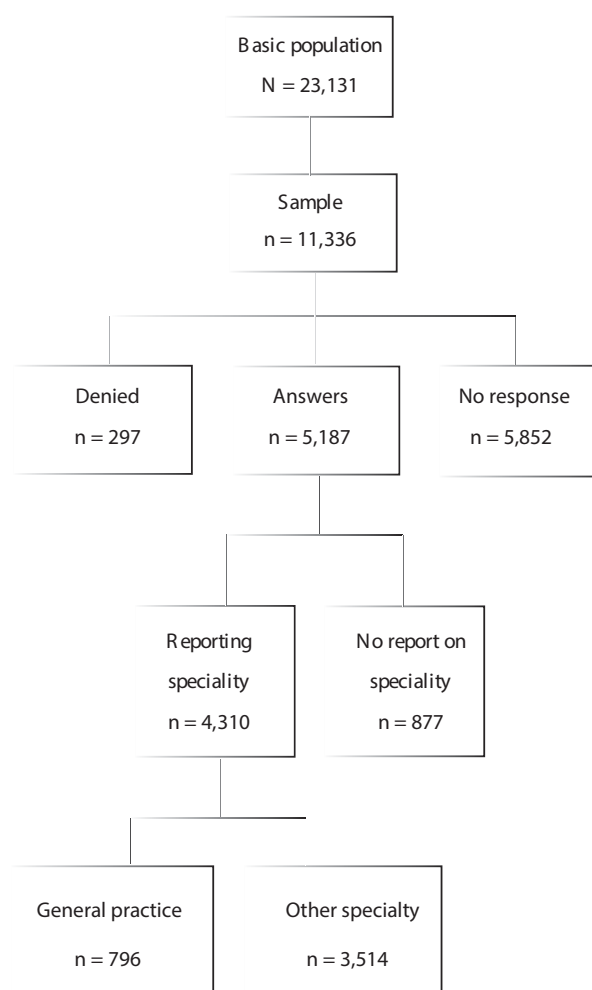 Basic population
N = 23,131
Sample
n = 11,336
Denied
n = 297
Answers
n = 5,187
No response
n = 5,852
Reporting
speciality
n = 4,310
No report on
speciality
n = 877
General practice
n = 796
Other specialty
n = 3,514